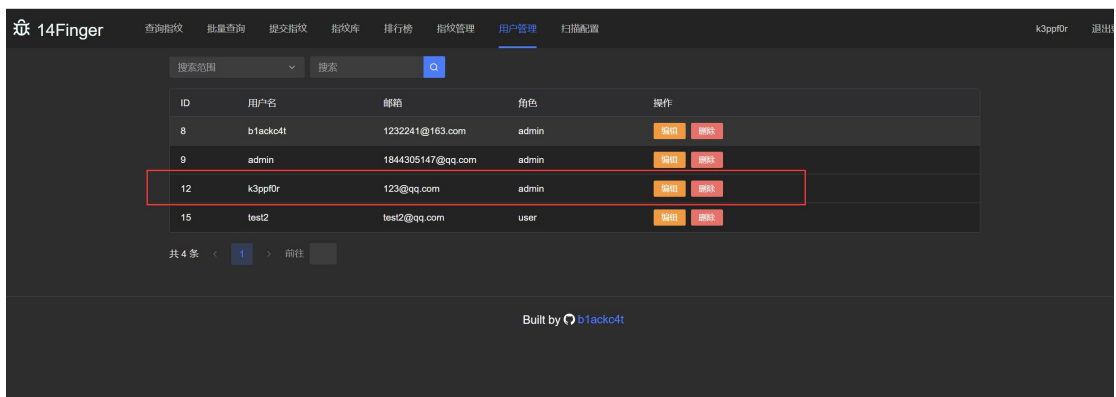 14Finger 查询指纹 批量查询 提交指纹 指纹库 排行榜 指纹管理 用户管理 扫描配置 k3ppf0r 退出
搜索范围 搜索
ID 用户名 邮箱 角色 操作
8 b1ackc4t 1232241@163.com admin 编辑 删除
9 admin 1844305147@qq.com admin 编辑 删除
12 k3ppf0r 123@qq.com admin 编辑 删除
15 test2 test2@qq.com user 编辑 删除
共 4 条 < 1 > 前往
Built by b1ackc4t